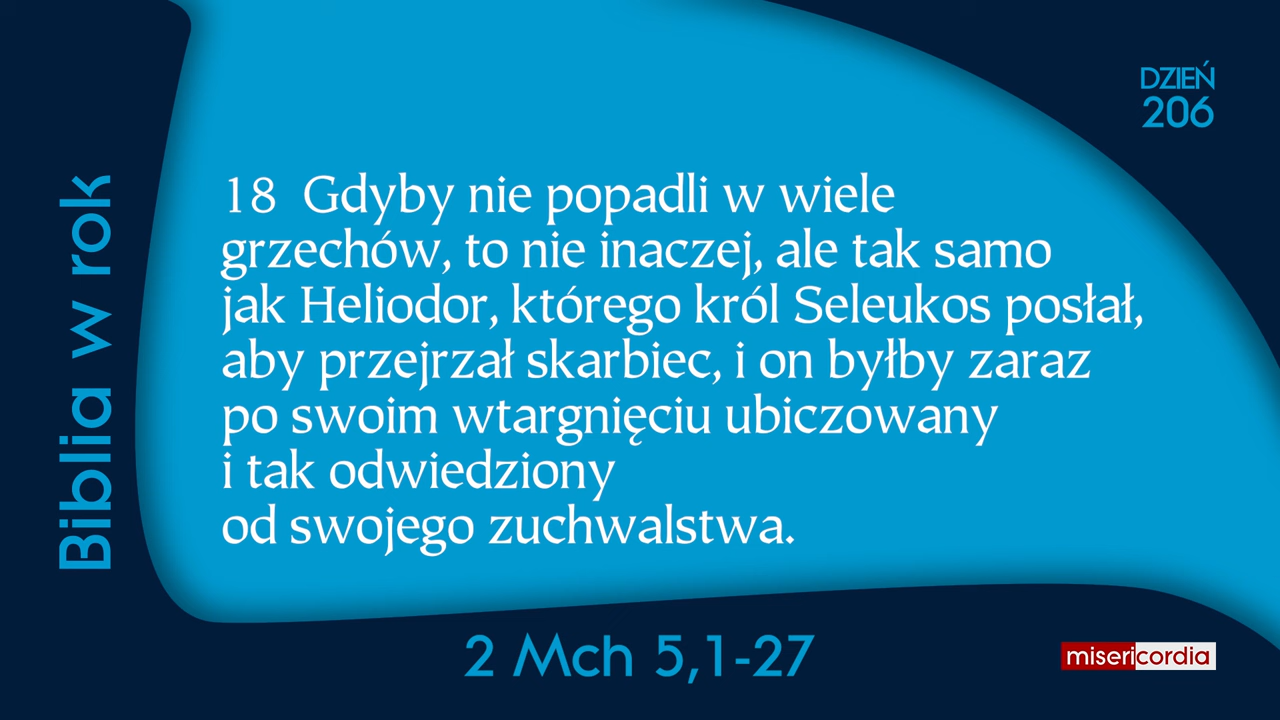 DZIEŃ
206
Biblia w rok
18 Gdyby nie popadli w wiele
grzechów, to nie inaczej, ale tak samo
jak Heliodor, którego król Seleukos posłał,
aby przejrzał skarbiec, i on byłby zaraz
po swoim wtargnięciu ubiczowany
i tak odwiedziony
od swojego zuchwalstwa.
2 Mch 5,1-27
misericordia